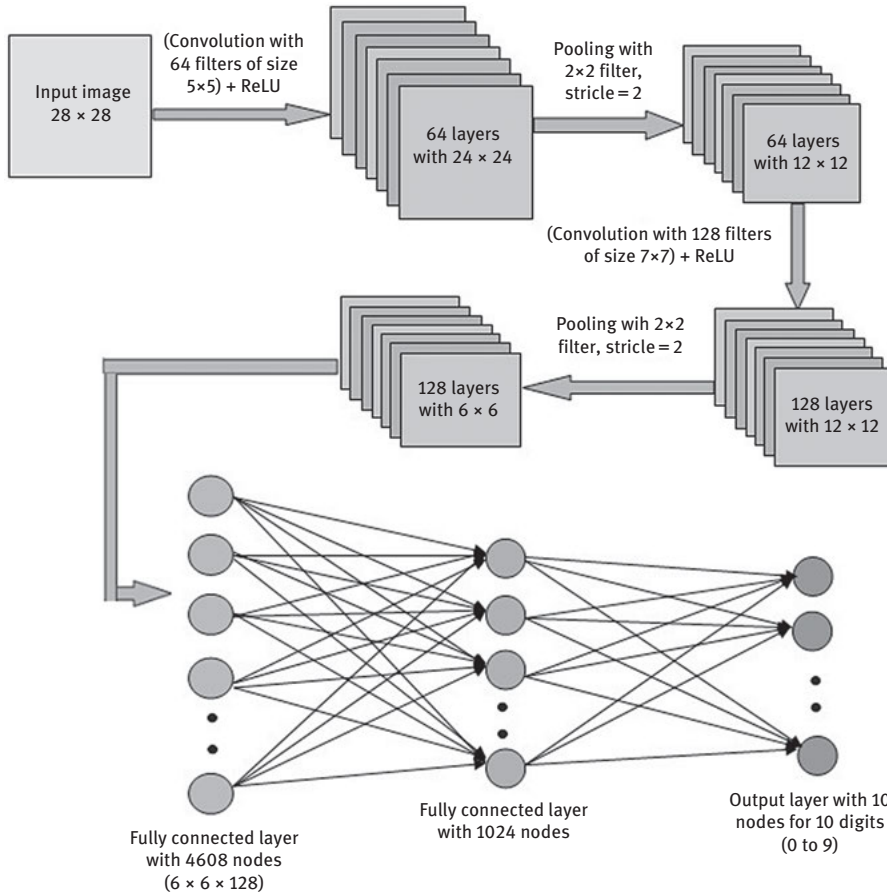 Input image
28 × 28
(Convolution with
64 filters of size
5×5) + ReLU
64 layers
with 24 × 24
Pooling with
2×2 filter,
stricle = 2
64 layers
with 12 × 12
(Convolution with 128 filters
of size 7×7) + ReLU
128 layers
with 12 × 12
Pooling wih 2×2
filter, stricle = 2
128 layers
with 6 × 6
Fully connected layer
with 4608 nodes
(6 × 6 × 128)
Fully connected layer
with 1024 nodes
Output layer with 10
nodes for 10 digits
(0 to 9)